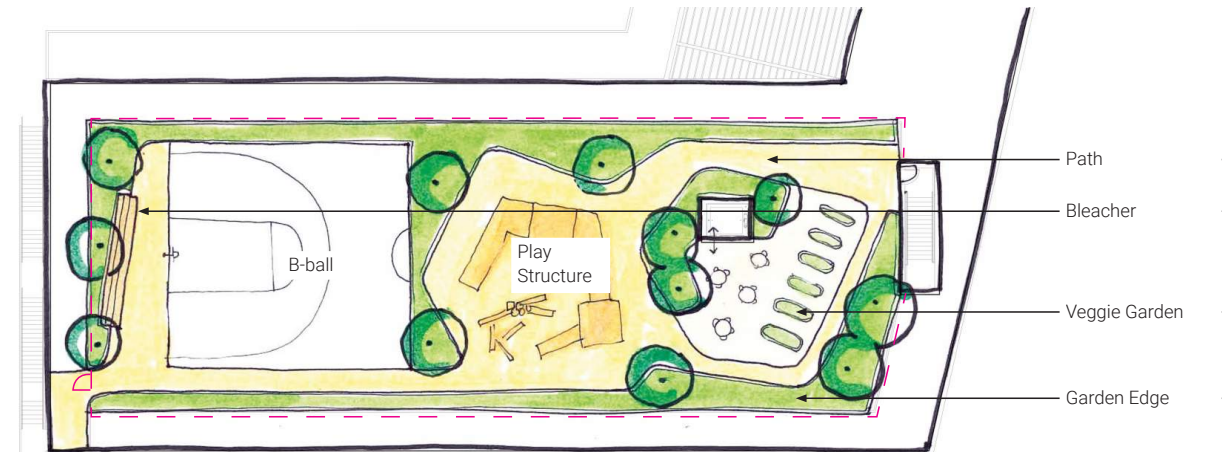 Path
Bleacher
B-ball
Play
Structure
Veggie Garden
Garden Edge